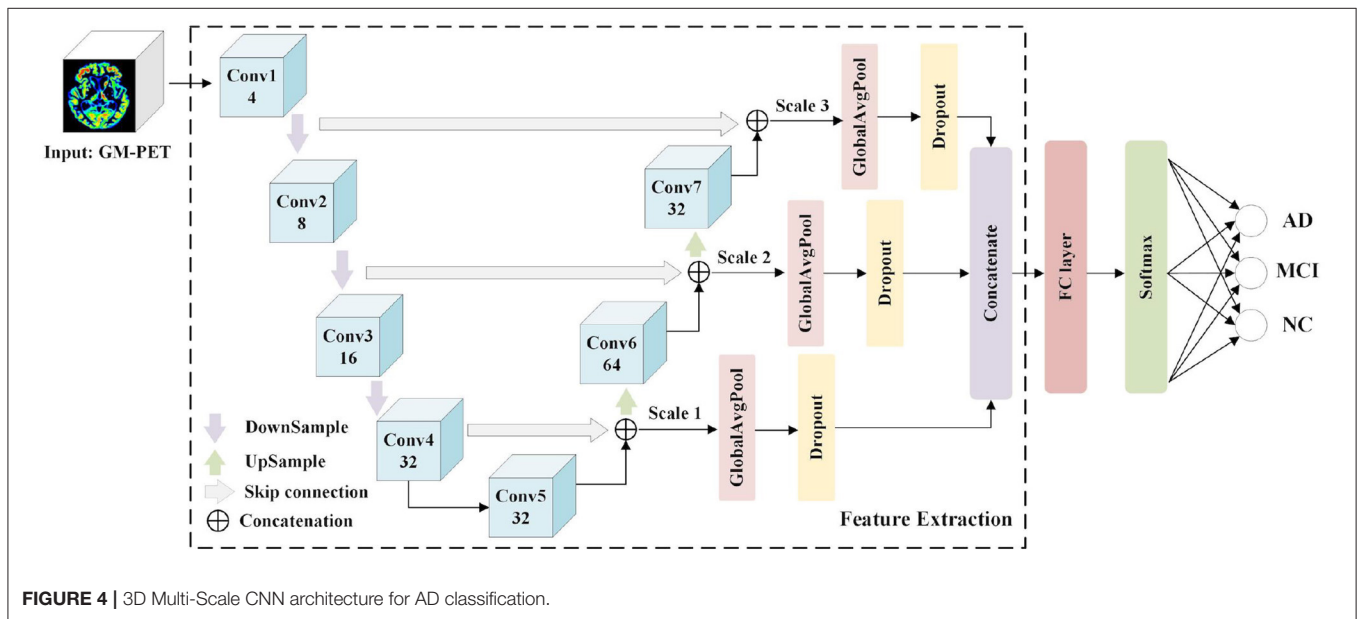 Input: GM-PET
Conv1
4
Conv2
8
Conv3
16
Conv4
32
Conv5
32
Conv6
64
Conv7
32
Scale 3
GlobalAvgPool
Dropout
Scale 2
GlobalAvgPool
Dropout
Scale 1
GlobalAvgPool
Dropout
Concatenate
FC layer
Softmax
AD
MCI
NC
DownSample
UpSample
Skip connection
Concatenation
Feature Extraction
FIGURE 4 | 3D Multi-Scale CNN architecture for AD classification.